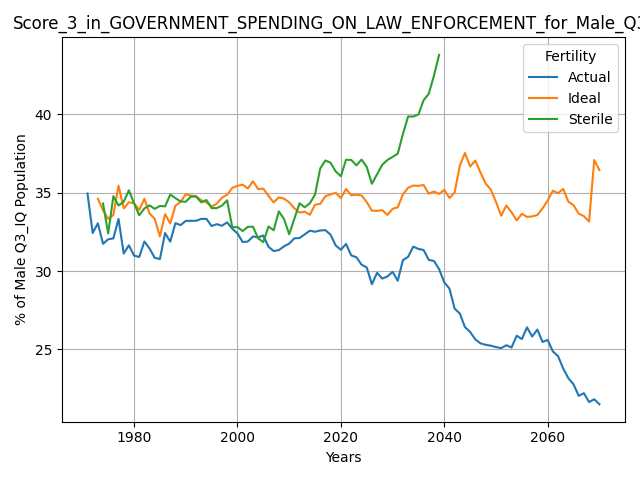 Score_3_in_GOVERNMENT_SPENDING_ON_LAW_ENFORCEMENT_for_Male_Q3
Fertility
Actual
Ideal
Sterile
% of Male Q3_IQ Population
40
35
30
25
1980 2000 2020 2040 2060
Years